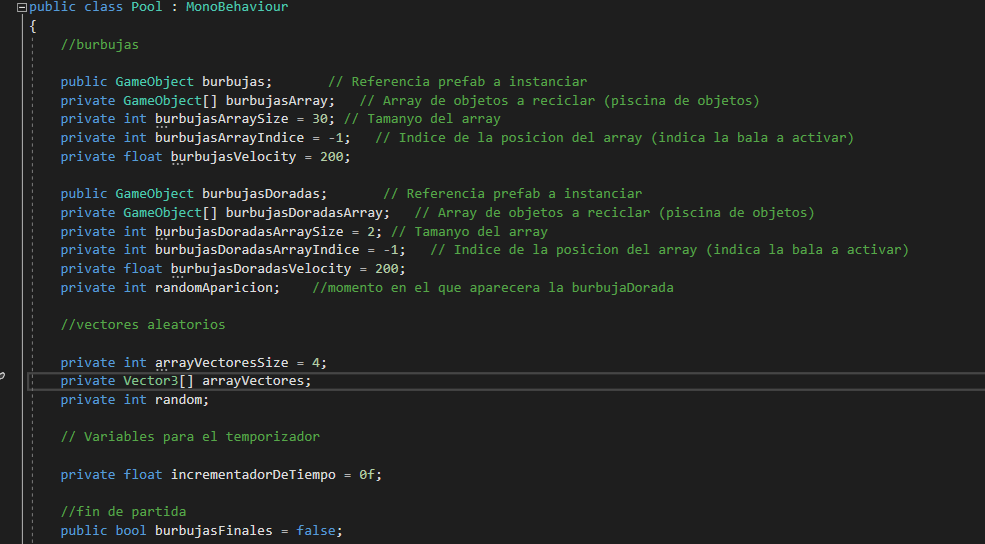 public class Pool : MonoBehaviour
{
//burbujas
public GameObject burbujas; // Referencia prefab a instanciar
private GameObject[] burbujasArray; // Array de objetos a reciclar (piscina de objetos)
private int burbujasArraySize = 30; // Tamanyo del array
private int burbujasArrayIndice = -1; // Indice de la posicion del array (indica la bala a activar)
private float burbujasVelocity = 200;
public GameObject burbujasDoradas; // Referencia prefab a instanciar
private GameObject[] burbujasDoradasArray; // Array de objetos a reciclar (piscina de objetos)
private int burbujasDoradasArraySize = 2; // Tamanyo del array
private int burbujasDoradasArrayIndice = -1; // Indice de la posicion del array (indica la bala a activar)
private float burbujasDoradasVelocity = 200;
private int randomAparicion; //momento en el que aparecera la burbujaDorada
//vectores aleatorios
private int arrayVectoresSize = 4;
private Vector3[] arrayVectores;
private int random;
// Variables para el temporizador
private float incrementadorDeTiempo = 0f;
//fin de partida
public bool burbujasFinales = false;